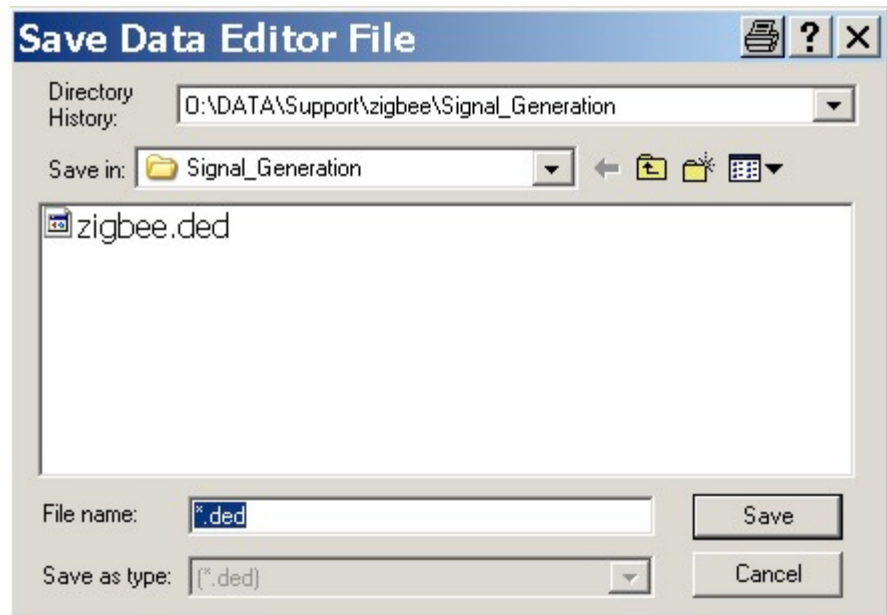 Save Data Editor File
Directory History: O:\DATA\Support\zigbee\Signal_Generation
Save in: Signal_Generation
zigbee.ded
File name: *.ded Save
Save as type: (*.ded) Cancel